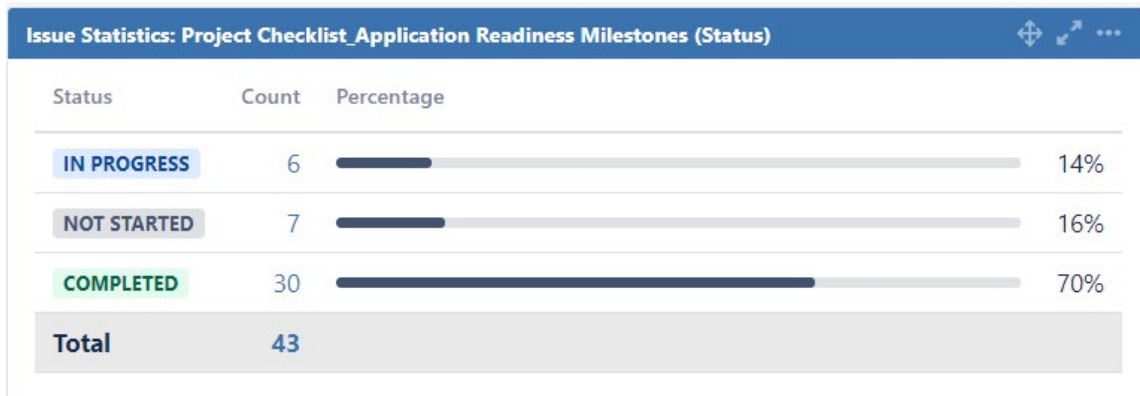 Issue Statistics: Project Checklist_Application Readiness Milestones (Status)
Status Count Percentage
IN PROGRESS 6 14%
NOT STARTED 7 16%
COMPLETED 30 70%
Total 43